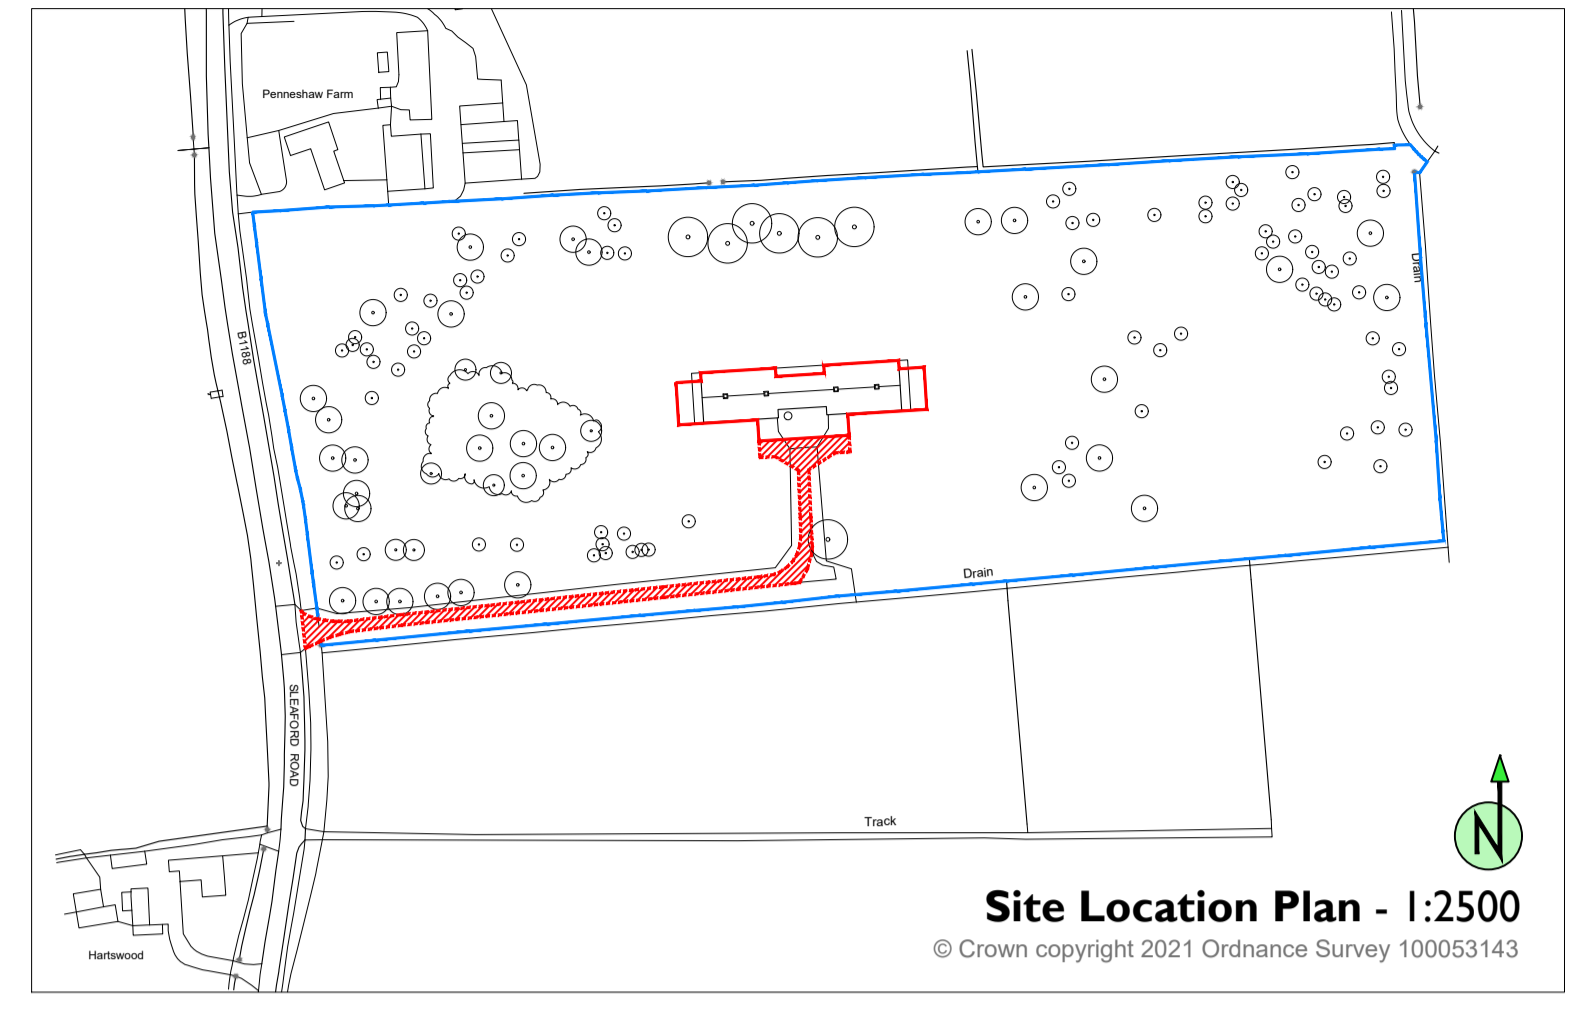 Penneshaw Farm
B1188
Drain
Drain
SLEAFORD ROAD
Track
Hartswood
N
Site Location Plan - 1:2500
© Crown copyright 2021 Ordnance Survey 100053143